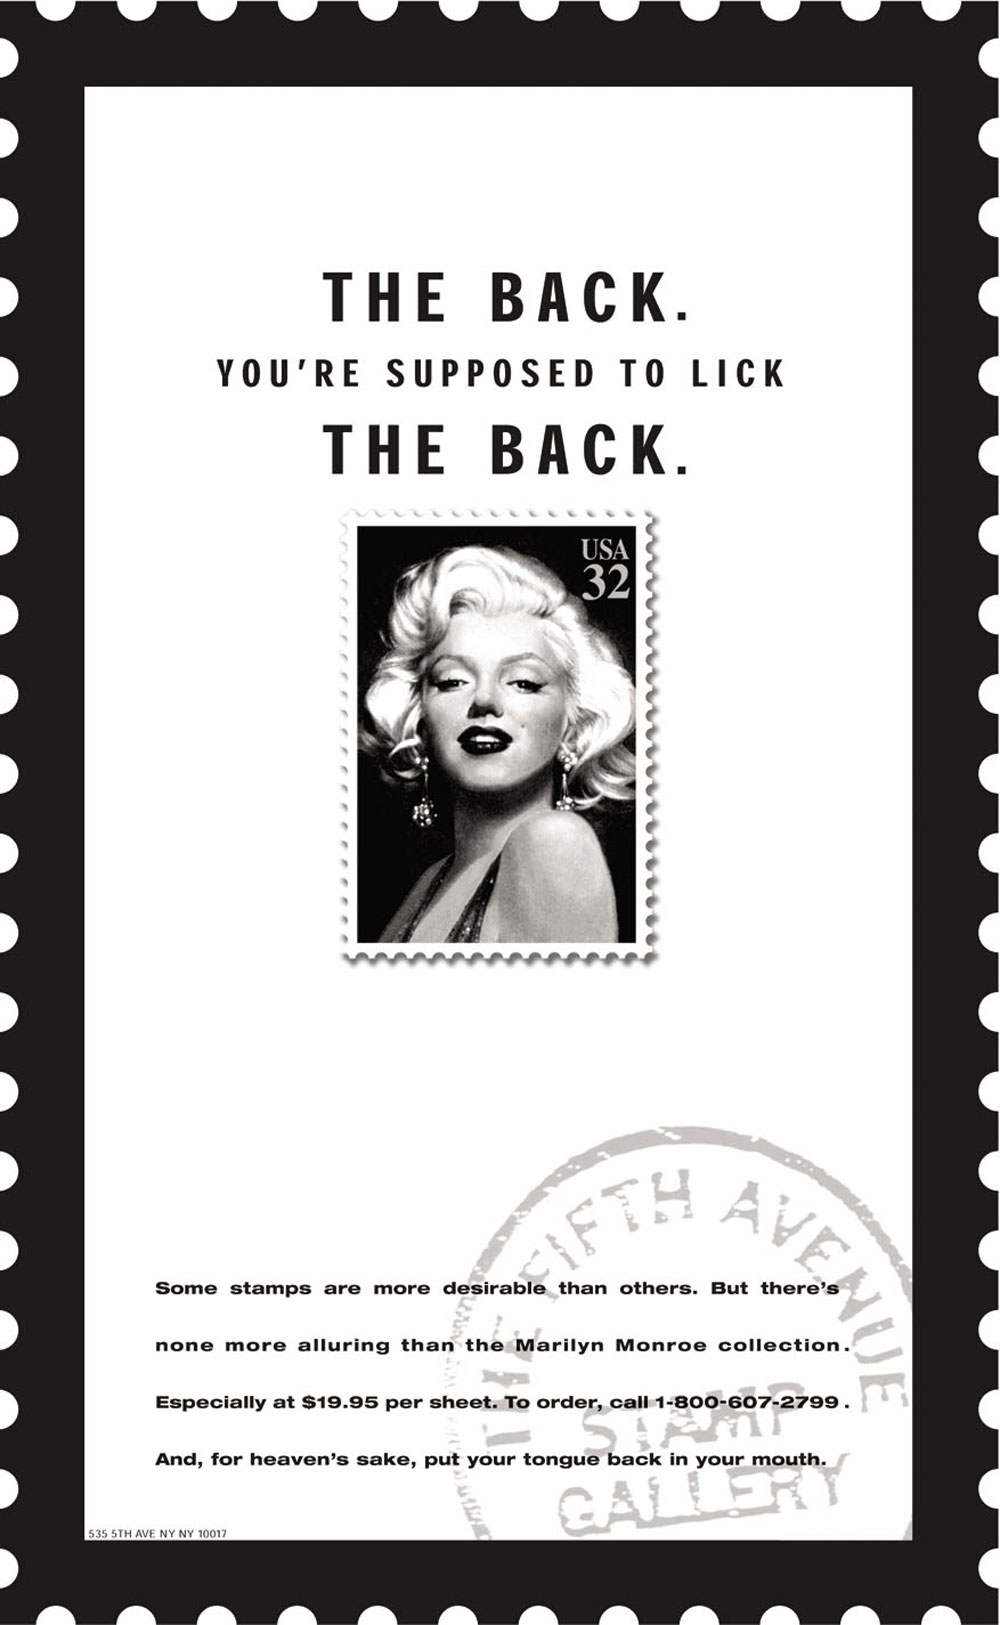 THE BACK.
YOU'RE SUPPOSED TO LICK
THE BACK.
USA
32
Some stamps are more desirable than others. But there's
none more alluring than the Marilyn Monroe collection.
Especially at $19.95 per sheet. To order, call 1-800-607-2799.
And, for heaven's sake, put your tongue back in your mouth.
THE FIFTH AVENUE
STAMP
GALLERY
535 5TH AVE NY NY 10017